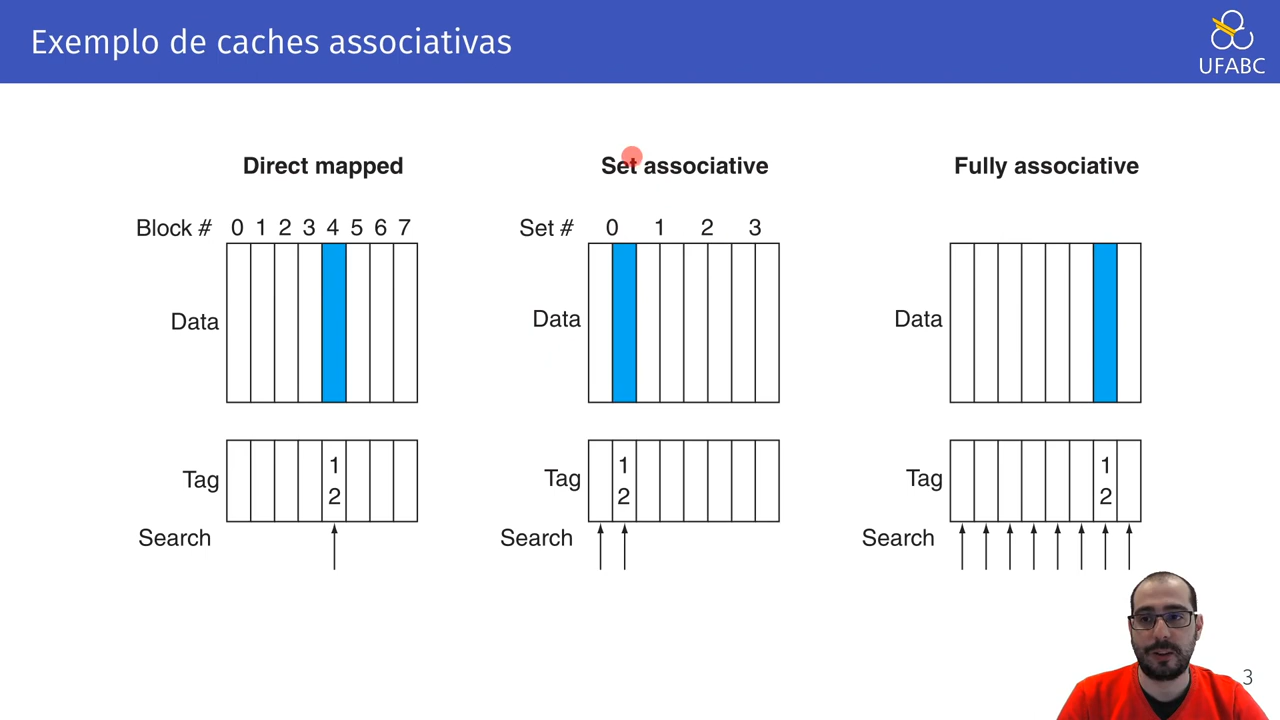 Exemplo de caches associativas
UFABC
Direct mapped
Block # 0 1 2 3 4 5 6 7
Data
Tag
1
2
Search
Set associative
Set # 0 1 2 3
Data
Tag
1
2
Search
Fully associative
Data
Tag
1
2
Search
3